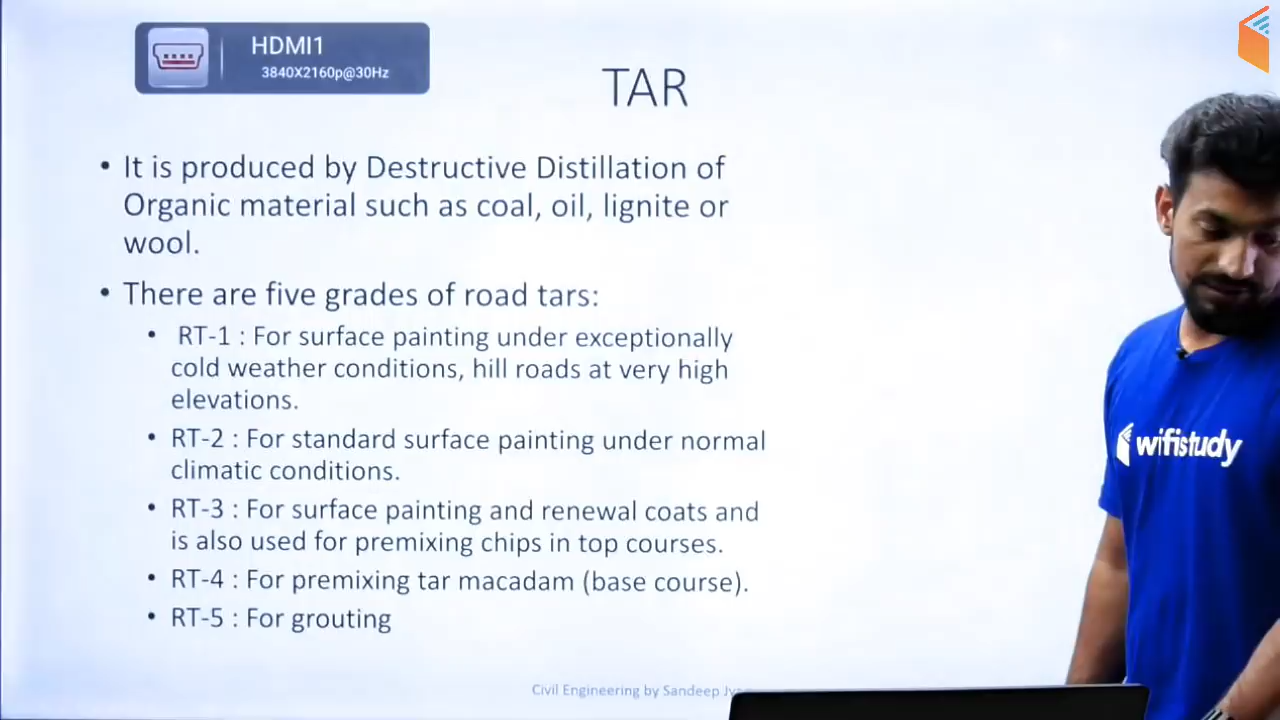 HDMI1
3840X2160p@30Hz
TAR
• It is produced by Destructive Distillation of
Organic material such as coal, oil, lignite or
wool.
• There are five grades of road tars:
• RT-1 : For surface painting under exceptionally
cold weather conditions, hill roads at very high
elevations.
• RT-2 : For standard surface painting under normal
climatic conditions.
• RT-3 : For surface painting and renewal coats and
is also used for premixing chips in top courses.
• RT-4 : For premixing tar macadam (base course).
• RT-5 : For grouting
wifistudy
Civil Engineering by Sandeep